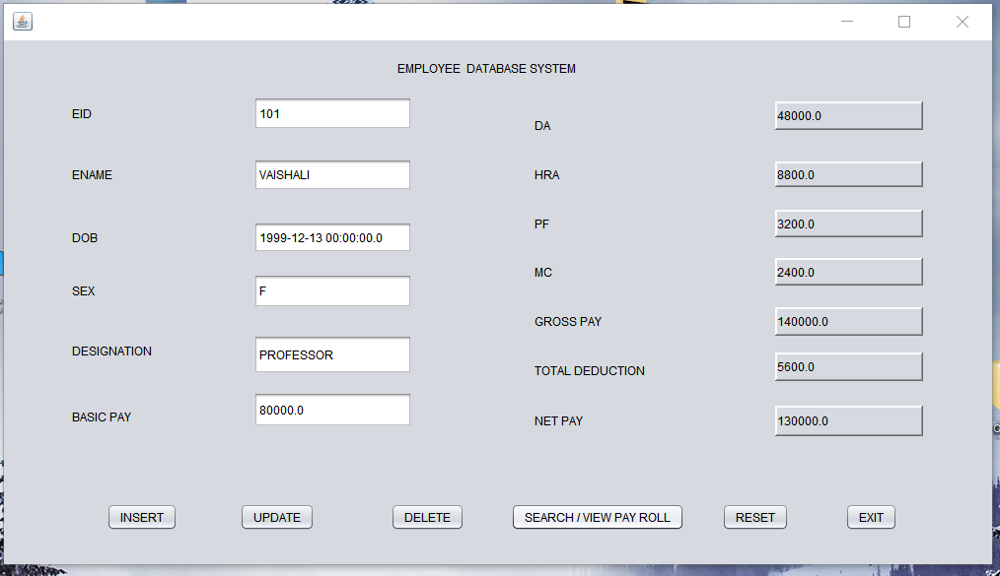 EMPLOYEE  DATABASE SYSTEM
EID 101
ENAME VAISHALI
DOB 1999-12-13 00:00:00.0
SEX F
DESIGNATION PROFESSOR
BASIC PAY 80000.0
DA 48000.0
HRA 8800.0
PF 3200.0
MC 2400.0
GROSS PAY 140000.0
TOTAL DEDUCTION 5600.0
NET PAY 130000.0
INSERT UPDATE DELETE SEARCH / VIEW PAY ROLL RESET EXIT